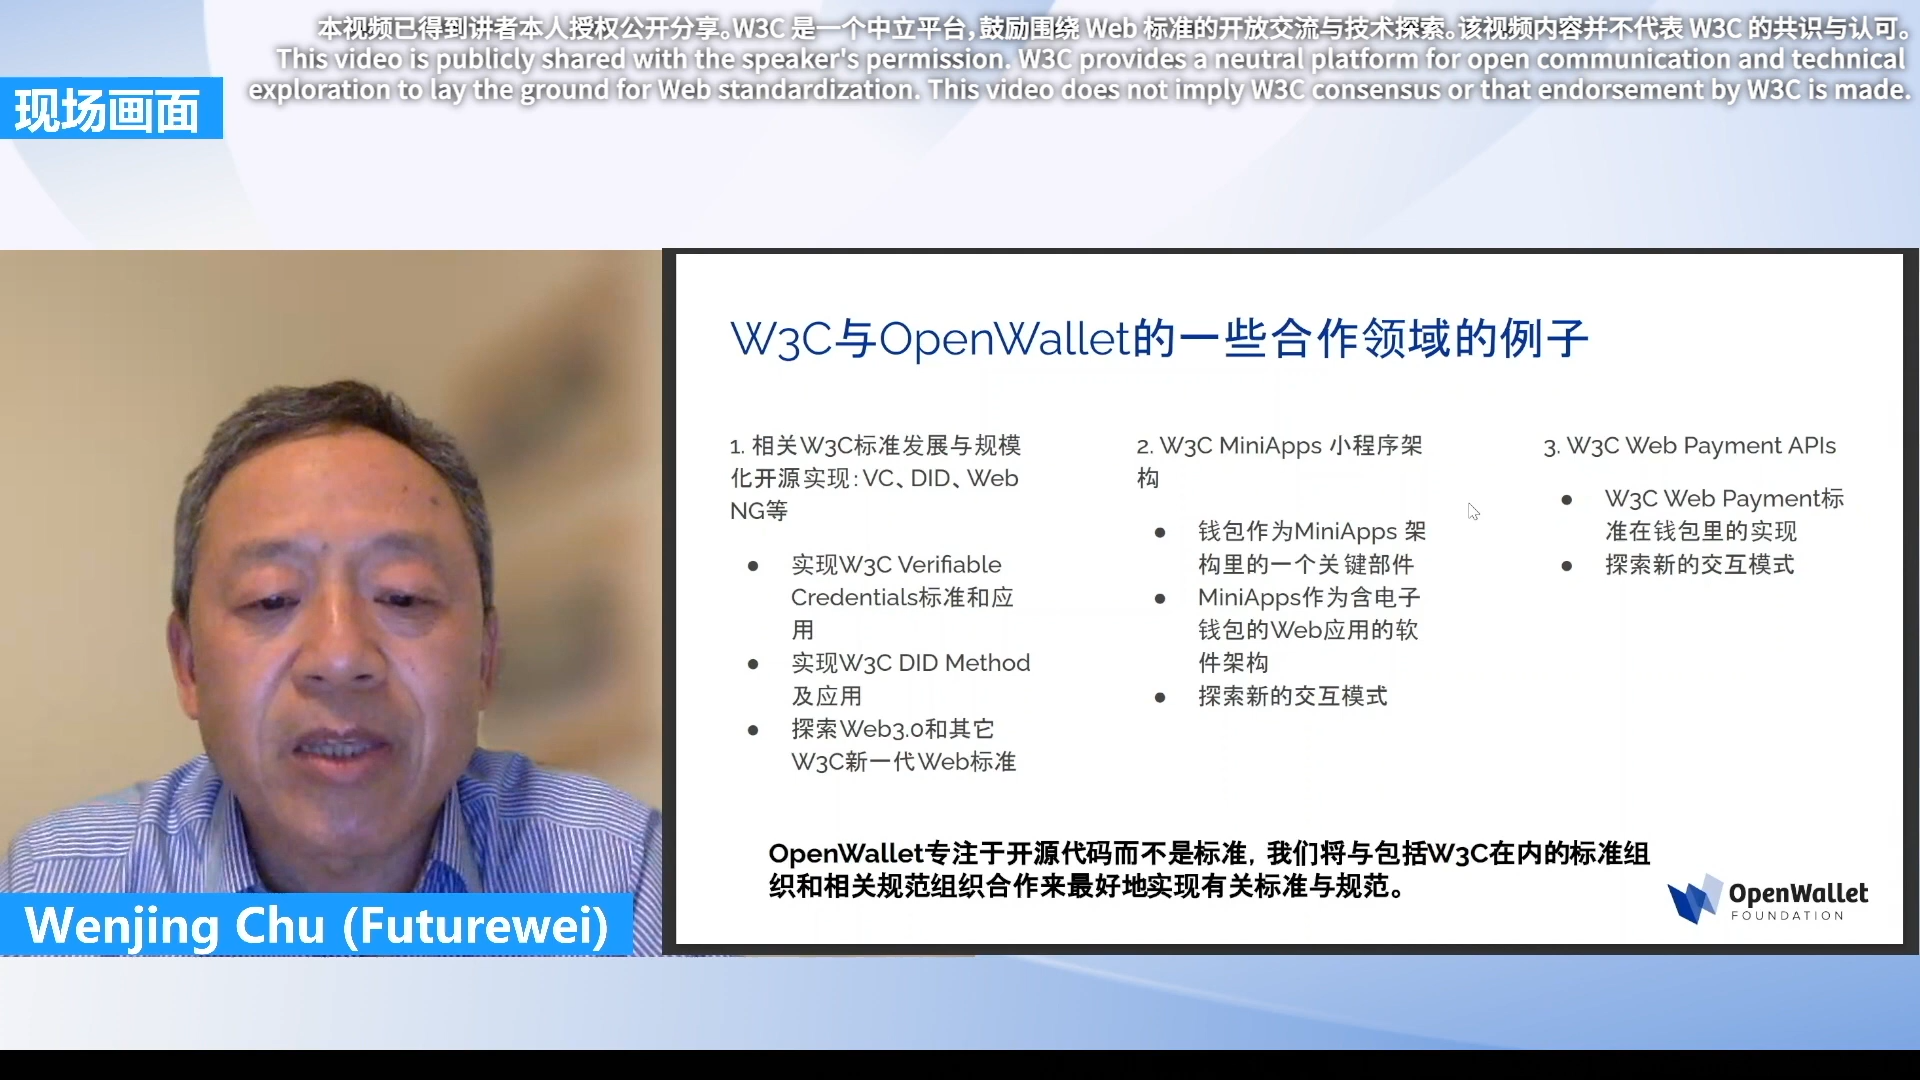 本视频已得到讲者本人授权公开分享。W3C 是一个中立平台，鼓励围绕 Web 标准的开放交流与技术探索。该视频内容并不代表 W3C 的共识与认可。
This video is publicly shared with the speaker's permission. W3C provides a neutral platform for open communication and technical
exploration to lay the ground for Web standardization. This video does not imply W3C consensus or that endorsement by W3C is made.
现场画面
W3C与OpenWallet的一些合作领域的例子
1. 相关W3C标准发展与规模
化开源实现：VC、DID、Web
NG等
● 实现W3C Verifiable
Credentials标准和应
用
● 实现W3C DID Method
及应用
● 探索Web3.0和其它
W3C新一代Web标准
2. W3C MiniApps 小程序架
构
● 钱包作为MiniApps 架
构里的一个关键部件
● MiniApps作为含电子
钱包的Web应用的软
件架构
● 探索新的交互模式
3. W3C Web Payment APIs
● W3C Web Payment标
准在钱包里的实现
● 探索新的交互模式
OpenWallet专注于开源代码而不是标准，我们将与包括W3C在内的标准组
织和相关规范组织合作来最好地实现有关标准与规范。
OpenWallet
FOUNDATION
Wenjing Chu (Futurewei)